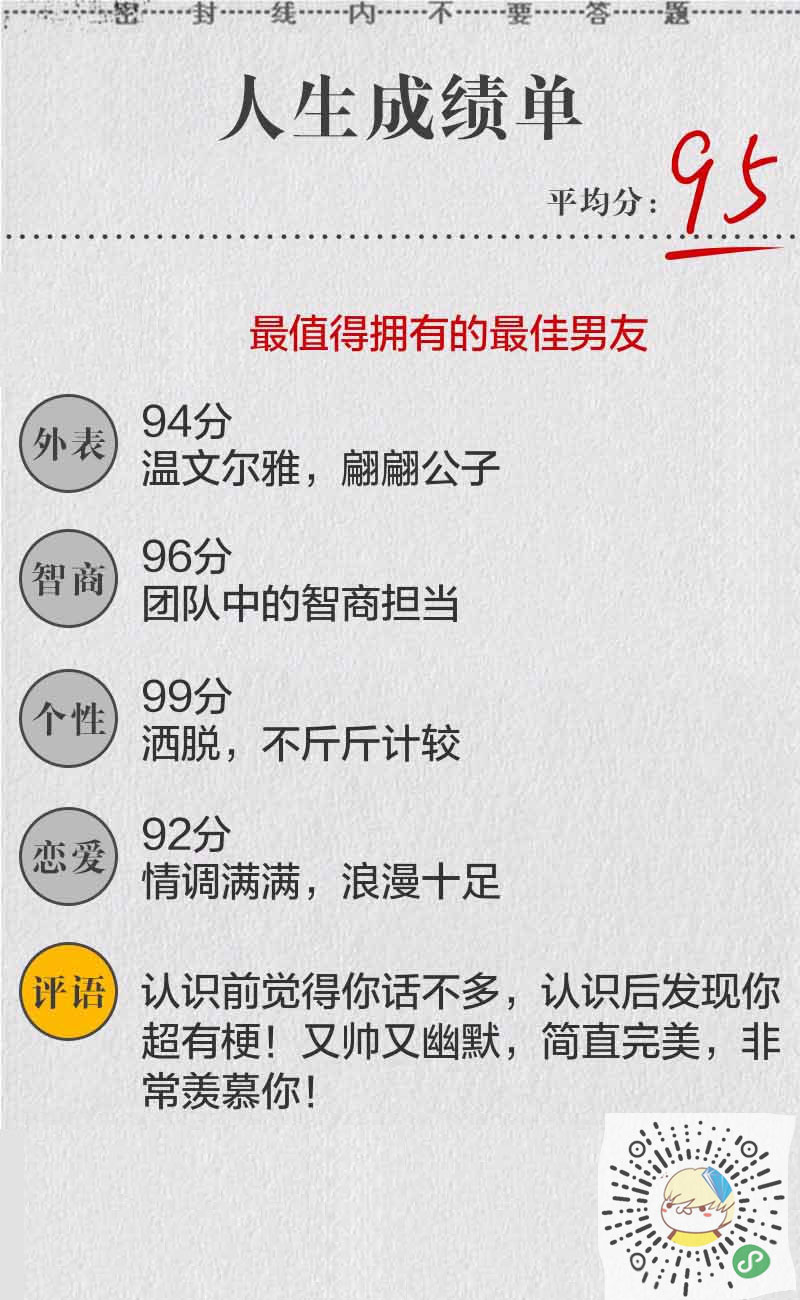 密封线内不要答题
人生成绩单
平均分：95
最值得拥有的最佳男友
外表
94分
温文尔雅，翩翩公子
智商
96分
团队中的智商担当
个性
99分
洒脱，不斤斤计较
恋爱
92分
情调满满，浪漫十足
评语
认识前觉得你话不多，认识后发现你
超有梗！又帅又幽默，简直完美，非
常羡慕你！